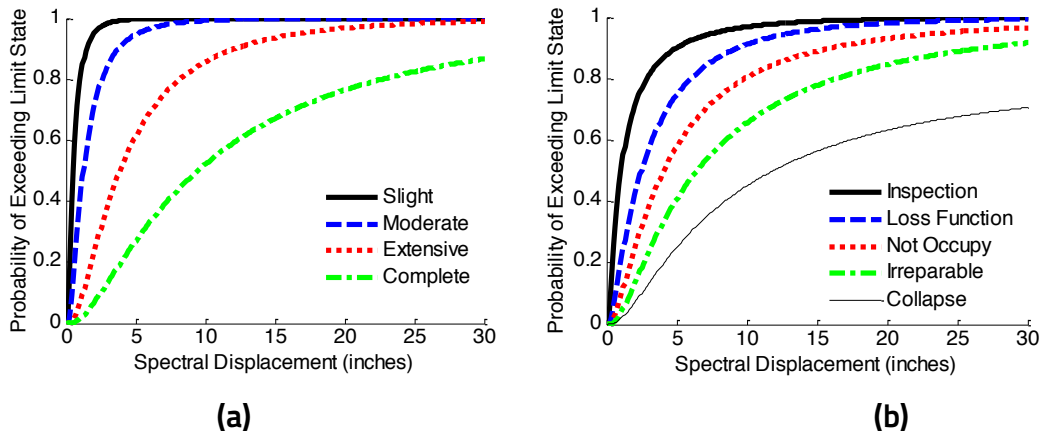 Probability of Exceeding Limit State
1
0.8
0.6
0.4
0.2
0
Slight
Moderate
Extensive
Complete
0 5 10 15 20 25 30
Spectral Displacement (inches)
(a)
Probability of Exceeding Limit State
1
0.8
0.6
0.4
0.2
0
Inspection
Loss Function
Not Occupy
Irreparable
Collapse
0 5 10 15 20 25 30
Spectral Displacement (inches)
(b)